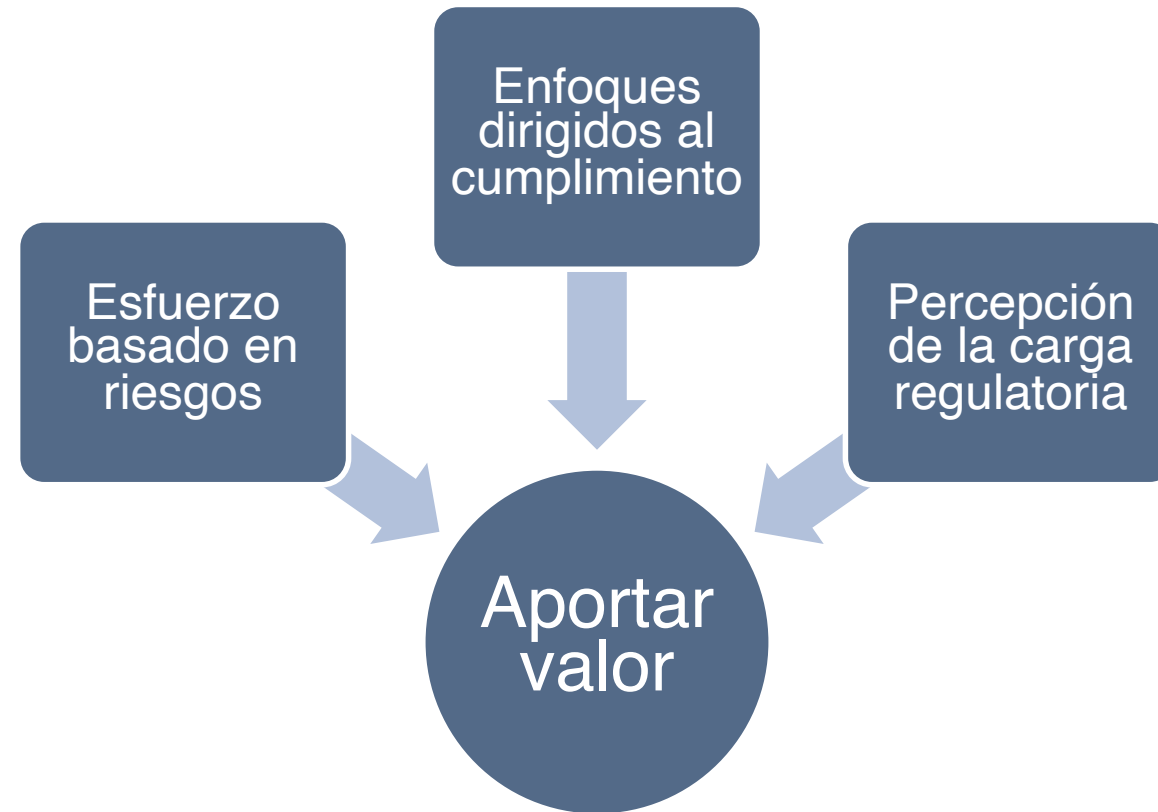 Enfoques
dirigidos al
cumplimiento
Esfuerzo
basado en
riesgos
Percepción
de la carga
regulatoria
Aportar
valor